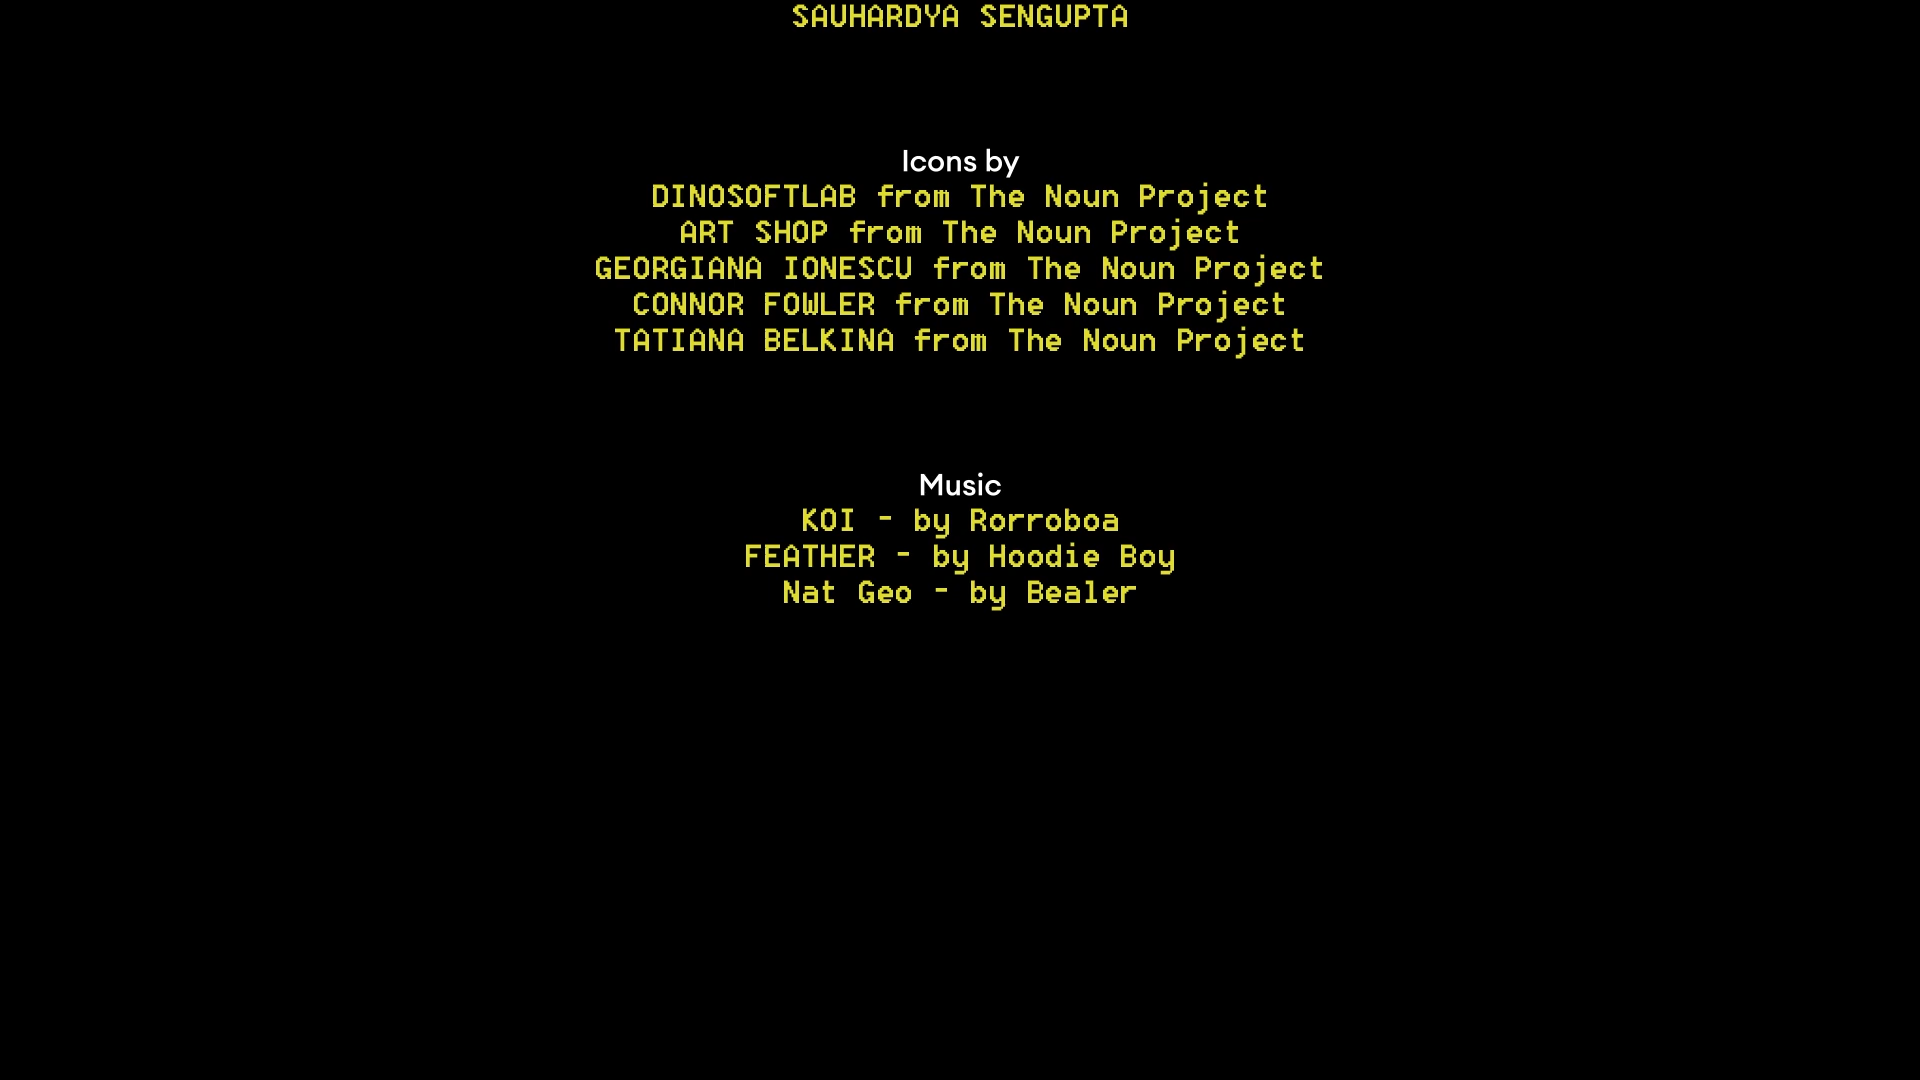 SAUHARDYA SENGUPTA
Icons by
DINOSOFTLAB from The Noun Project
ART SHOP from The Noun Project
GEORGIANA IONESCU from The Noun Project
CONNOR FOWLER from The Noun Project
TATIANA BELKINA from The Noun Project
Music
KOI - by Rorroboa
FEATHER - by Hoodie Boy
Nat Geo - by Bealer